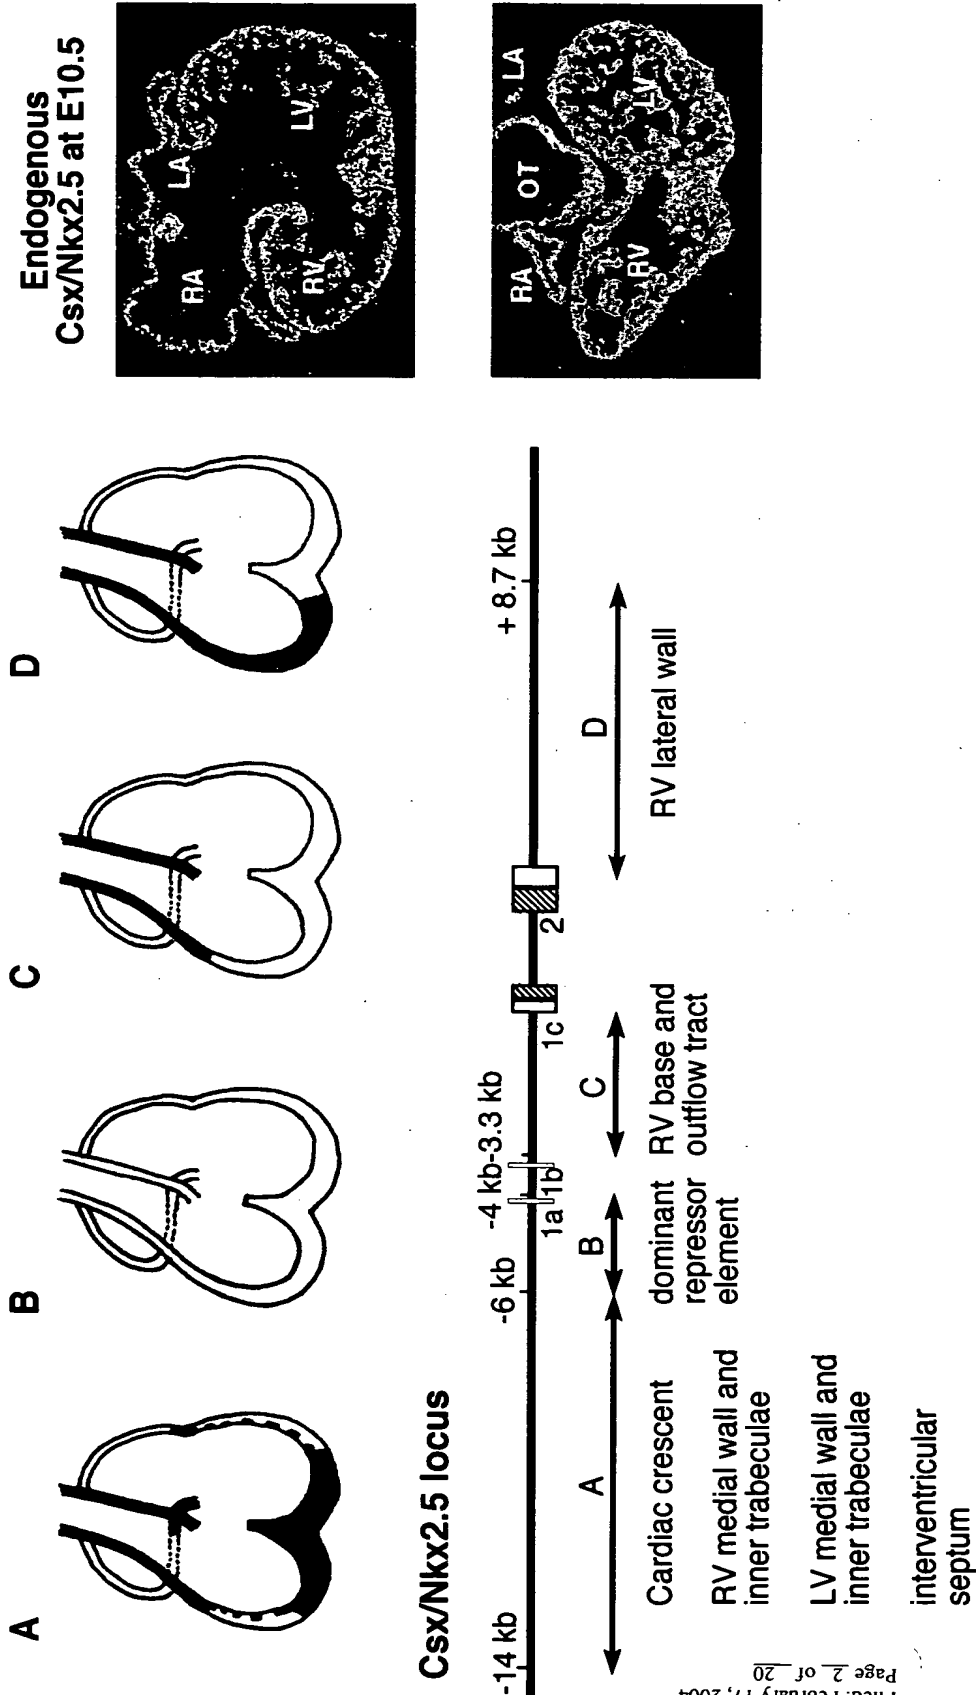 A
B
C
D
Endogenous
Csx/Nkx2.5 at E10.5
RA
LA
RV
LV
RA
OT
LA
RV
LV
Csx/Nkx2.5 locus
-14 kb
-6 kb
-4 kb
-3.3 kb
+ 8.7 kb
1a
1b
1c
2
A
B
C
D
Cardiac crescent
RV medial wall and
inner trabeculae
LV medial wall and
inner trabeculae
interventricular
septum
dominant
repressor
element
RV base and
outflow tract
RV lateral wall
Page 2 of 20